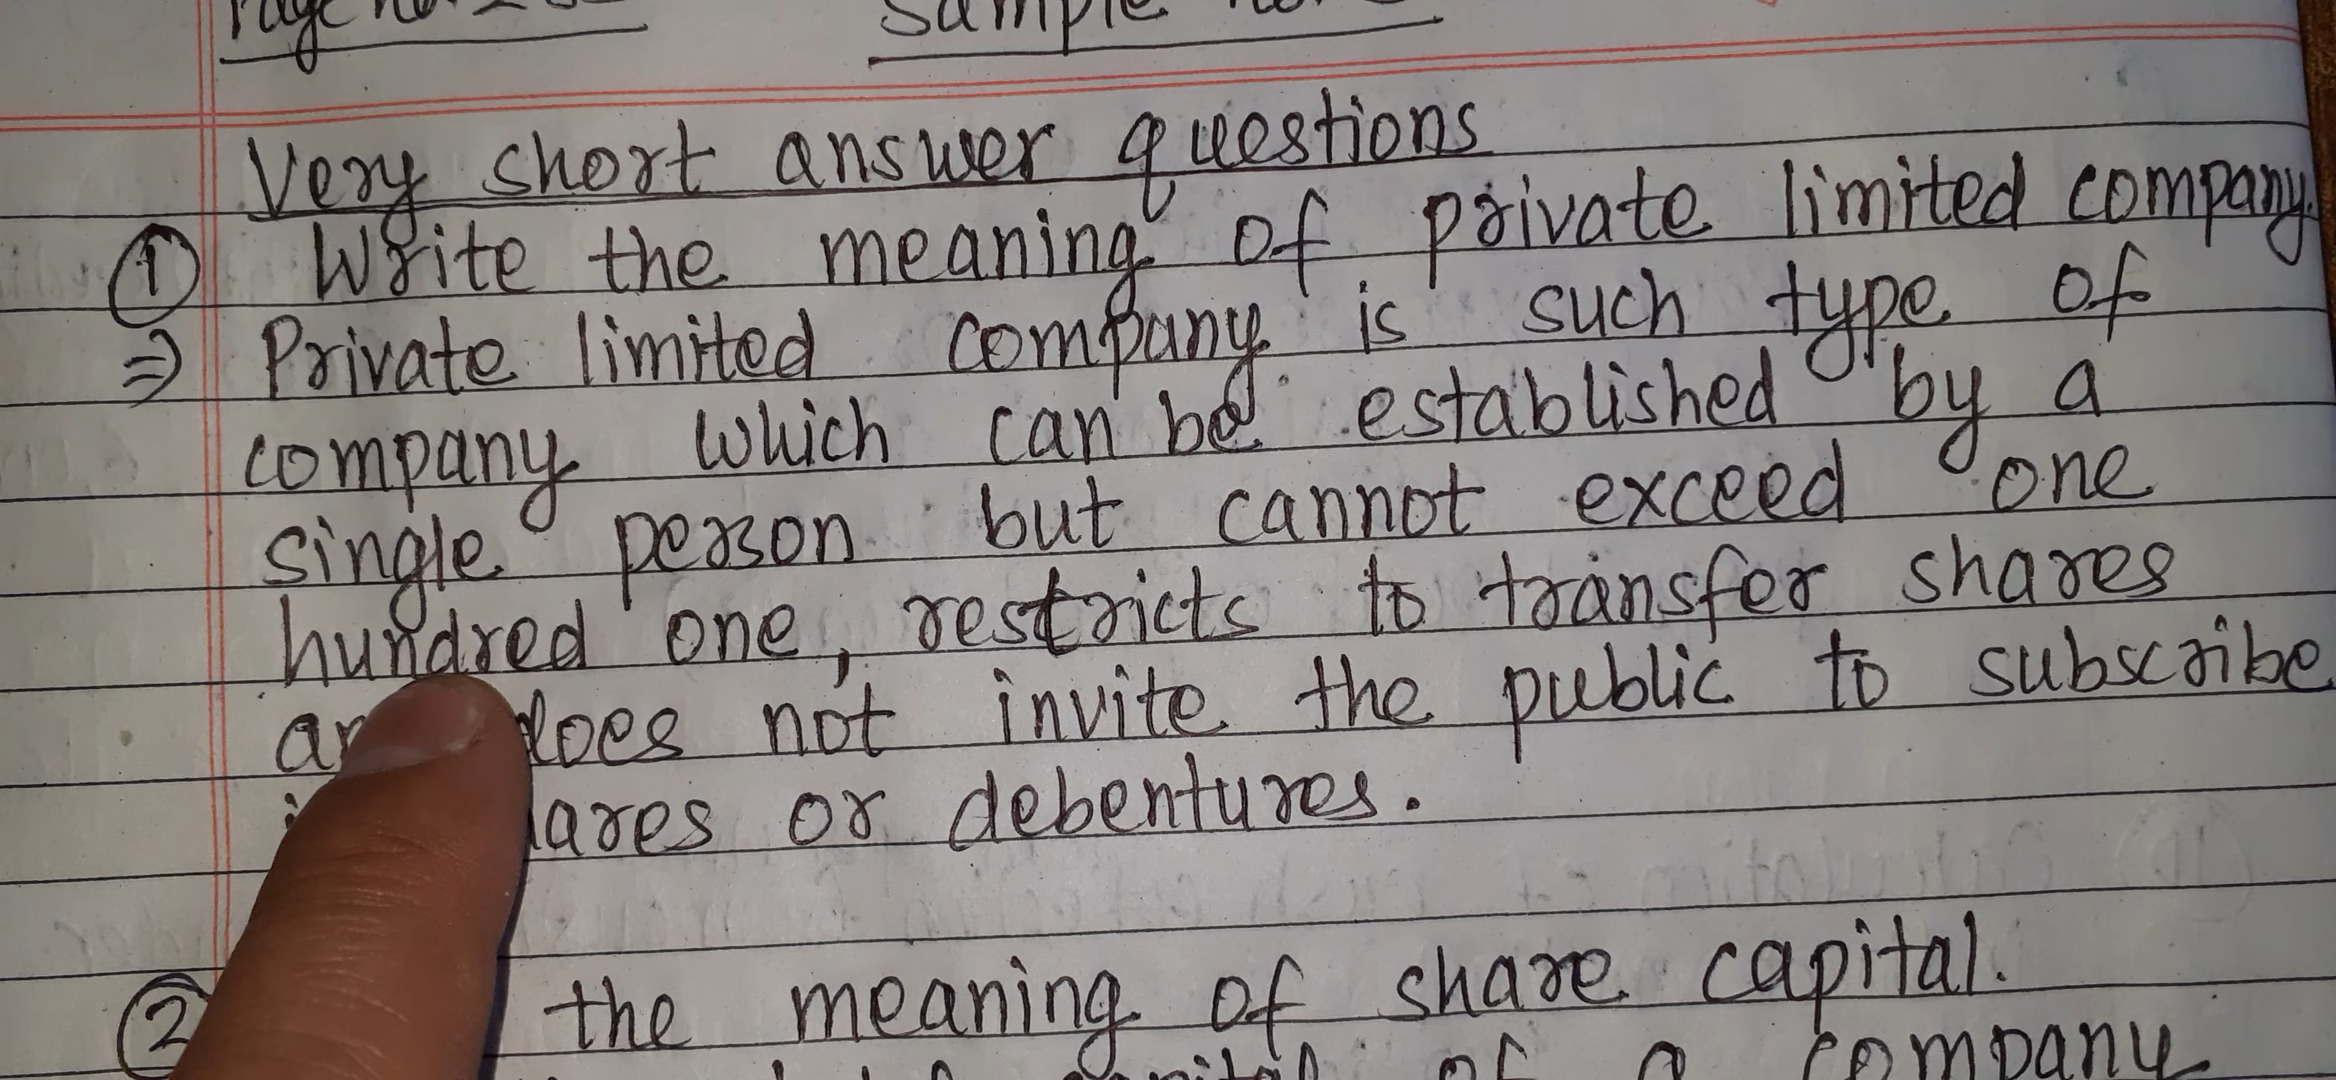 Very short answer questions
① Write the meaning of private limited company.
⇒ Private limited company is such type of
company which can be established by a
single person but cannot exceed one
hundred one, restricts to transfer shares
does not invite the public to subscribe
or debentures.
② the meaning of share capital.
of a company